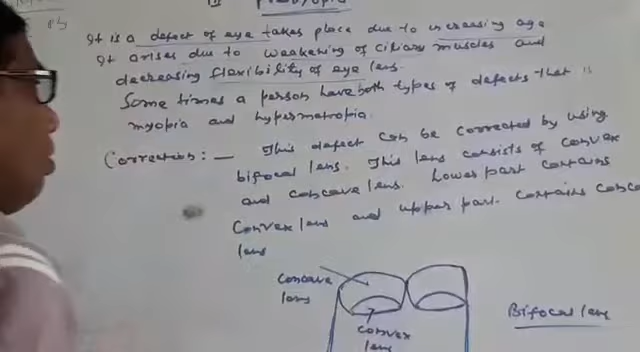 It is a defect of eye takes place due to increasing age
It arises due to weakening of ciliary muscles and
decreasing flexibility of eye lens.
Some times a person have both types of defects that is
myopia and hypermetropia.
Correction: — This defect can be corrected by using
bifocal lens. This lens consists of convex
and concave lens. Lower part contains
convex lens and upper part contains conca
lens
concave
lens
convex
lens
Bifocal lens